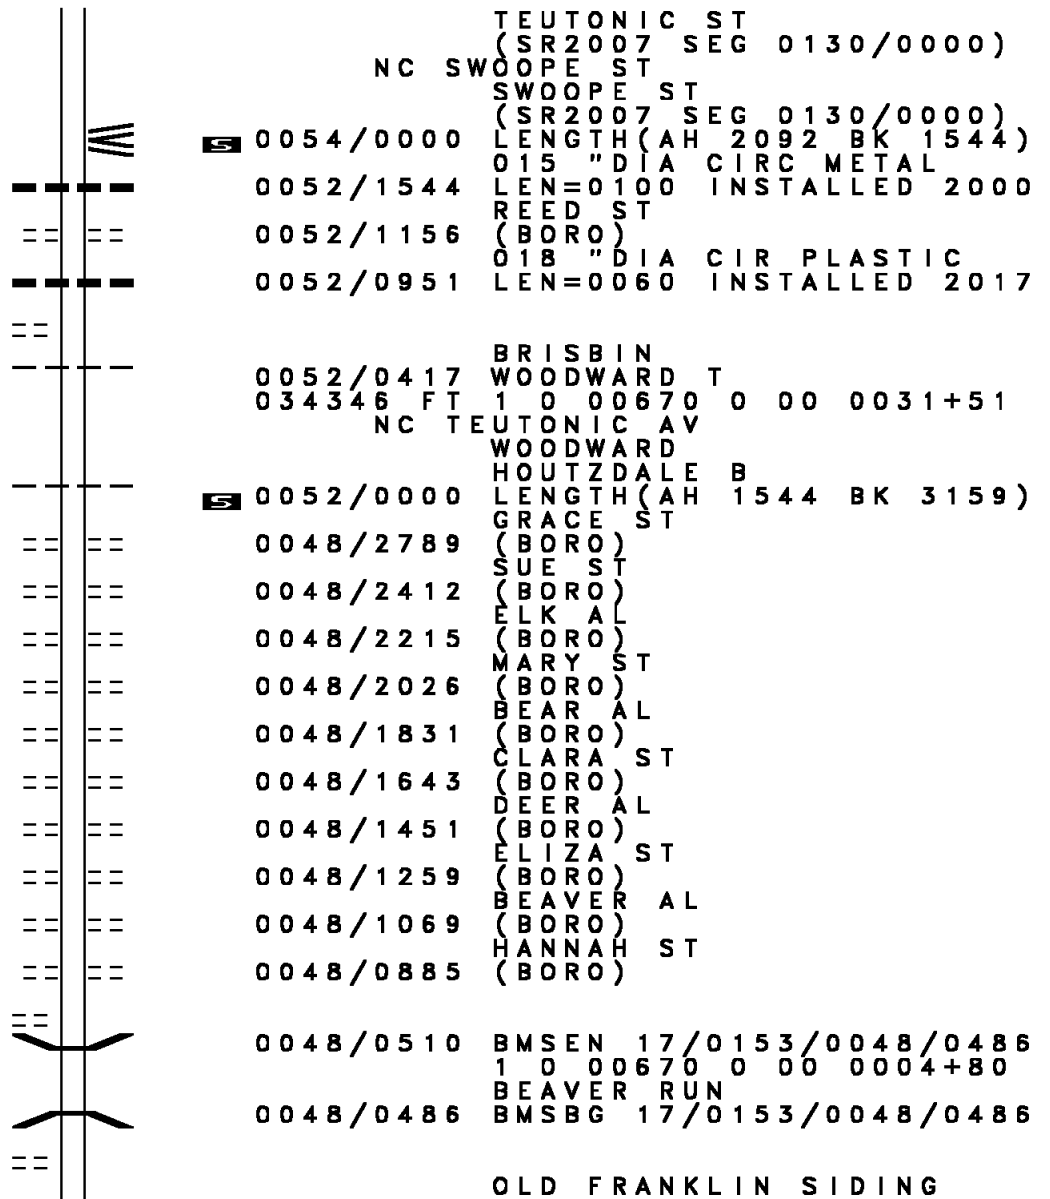 TEUTONIC ST
(SR2007 SEG 0130/0000)
NC SWOOPE ST
SWOOPE ST
(SR2007 SEG 0130/0000)
S 0054/0000 LENGTH(AH 2092 BK 1544)
015 "DIA CIRC METAL
0052/1544 LEN=0100 INSTALLED 2000
REED ST
0052/1156 (BORO)
018 "DIA CIR PLASTIC
0052/0951 LEN=0060 INSTALLED 2017
BRISBIN
0052/0417 WOODWARD T
034346 FT 1 0 00670 0 00 0031+51
NC TEUTONIC AV
WOODWARD
HOUTZDALE B
S 0052/0000 LENGTH(AH 1544 BK 3159)
GRACE ST
0048/2789 (BORO)
SUE ST
0048/2412 (BORO)
ELK AL
0048/2215 (BORO)
MARY ST
0048/2026 (BORO)
BEAR AL
0048/1831 (BORO)
CLARA ST
0048/1643 (BORO)
DEER AL
0048/1451 (BORO)
ELIZA ST
0048/1259 (BORO)
BEAVER AL
0048/1069 (BORO)
HANNAH ST
0048/0885 (BORO)
0048/0510 BMSEN 17/0153/0048/0486
1 0 00670 0 00 0004+80
BEAVER RUN
0048/0486 BMSBG 17/0153/0048/0486
OLD FRANKLIN SIDING